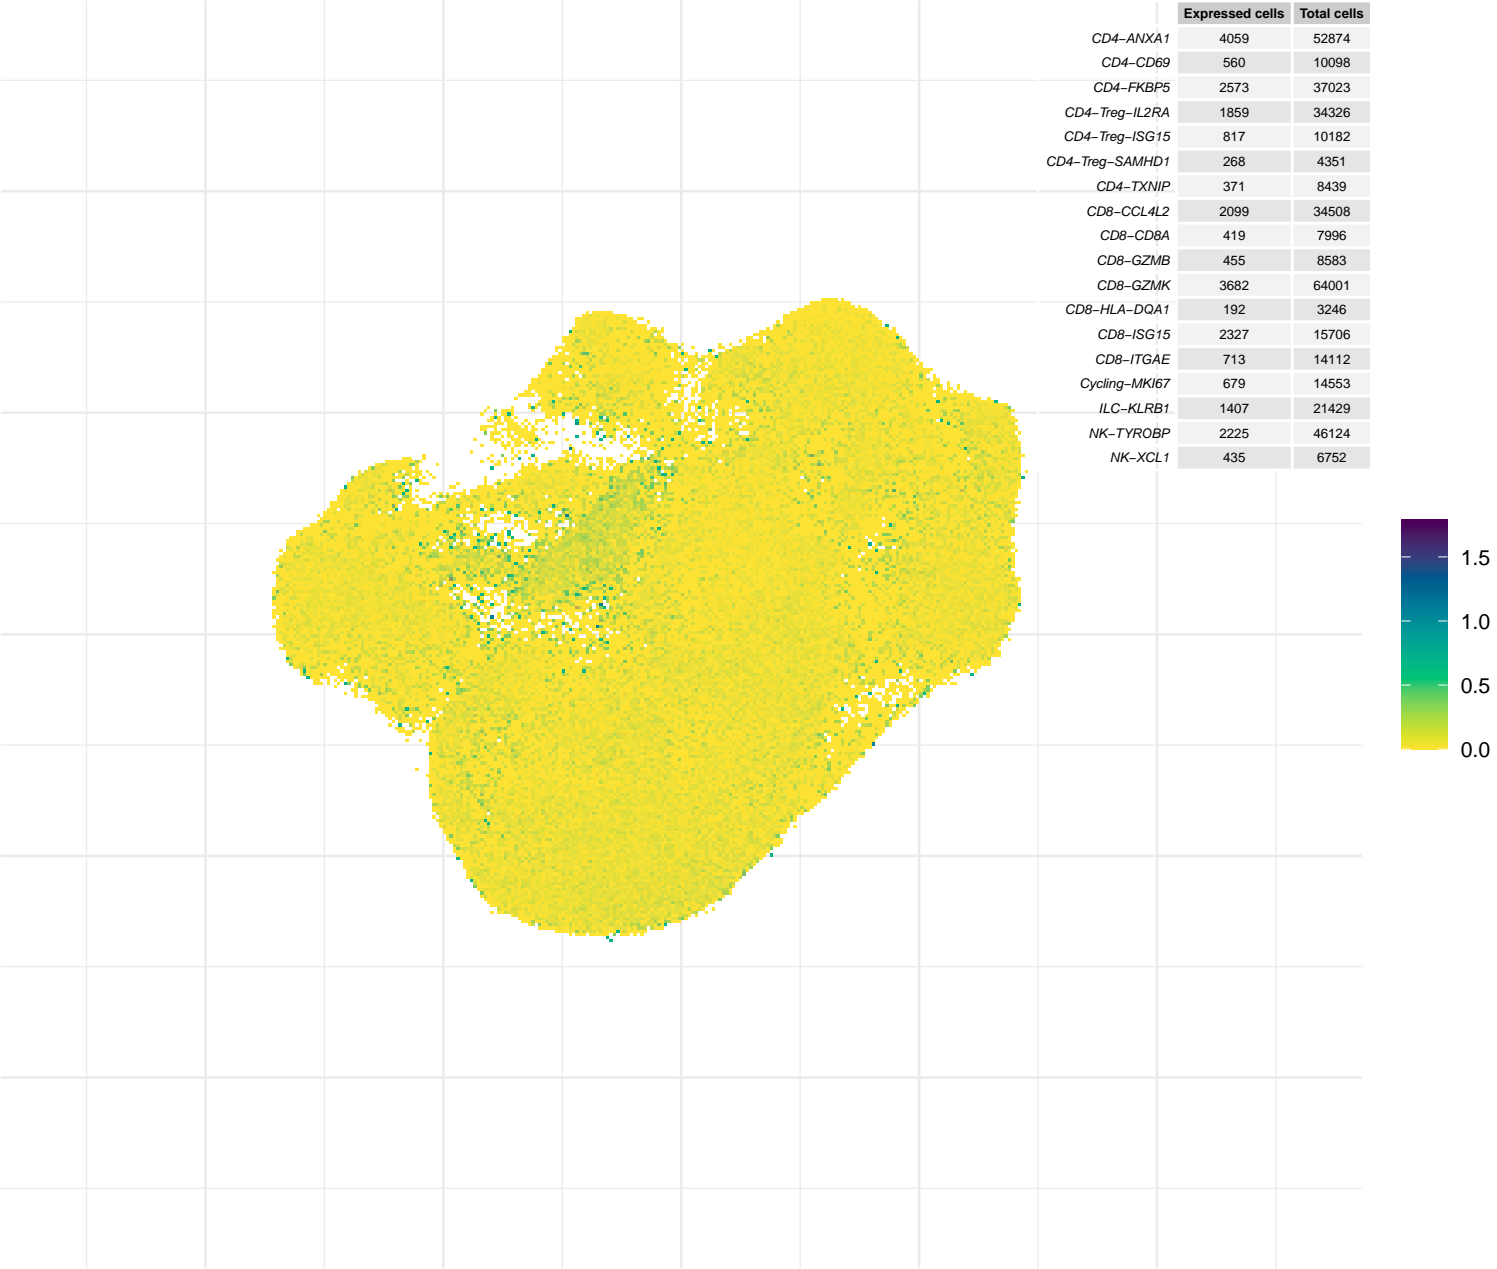 Expressed cells Total cells
CD4−ANXA1 4059 52874
CD4−CD69 560 10098
CD4−FKBP5 2573 37023
CD4−Treg−IL2RA 1859 34326
CD4−Treg−ISG15 817 10182
CD4−Treg−SAMHD1 268 4351
CD4−TXNIP 371 8439
CD8−CCL4L2 2099 34508
CD8−CD8A 419 7996
CD8−GZMB 455 8583
CD8−GZMK 3682 64001
CD8−HLA−DQA1 192 3246
CD8−ISG15 2327 15706
CD8−ITGAE 713 14112
Cycling−MKI67 679 14553
ILC−KLRB1 1407 21429
NK−TYROBP 2225 46124
NK−XCL1 435 6752
1.5
1.0
0.5
0.0